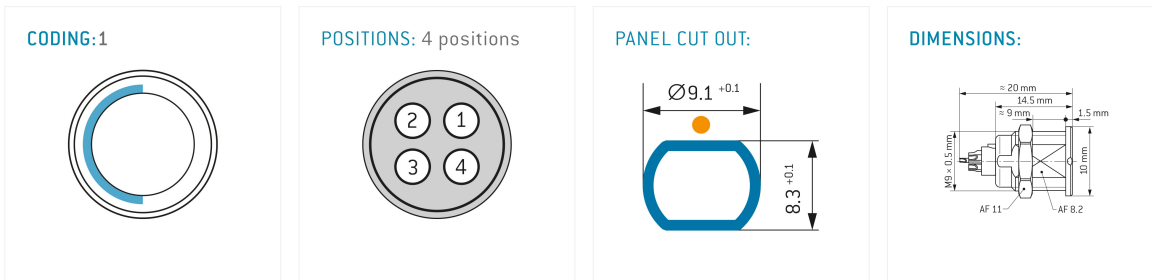 CODING: 1
POSITIONS: 4 positions
PANEL CUT OUT:
DIMENSIONS:
2 1
3 4
Ø9.1 +0.1
8.3 +0.1
≈ 20 mm
14.5 mm
≈ 9 mm 1.5 mm
M9 × 0.5 mm
10 mm
AF 11 AF 8.2